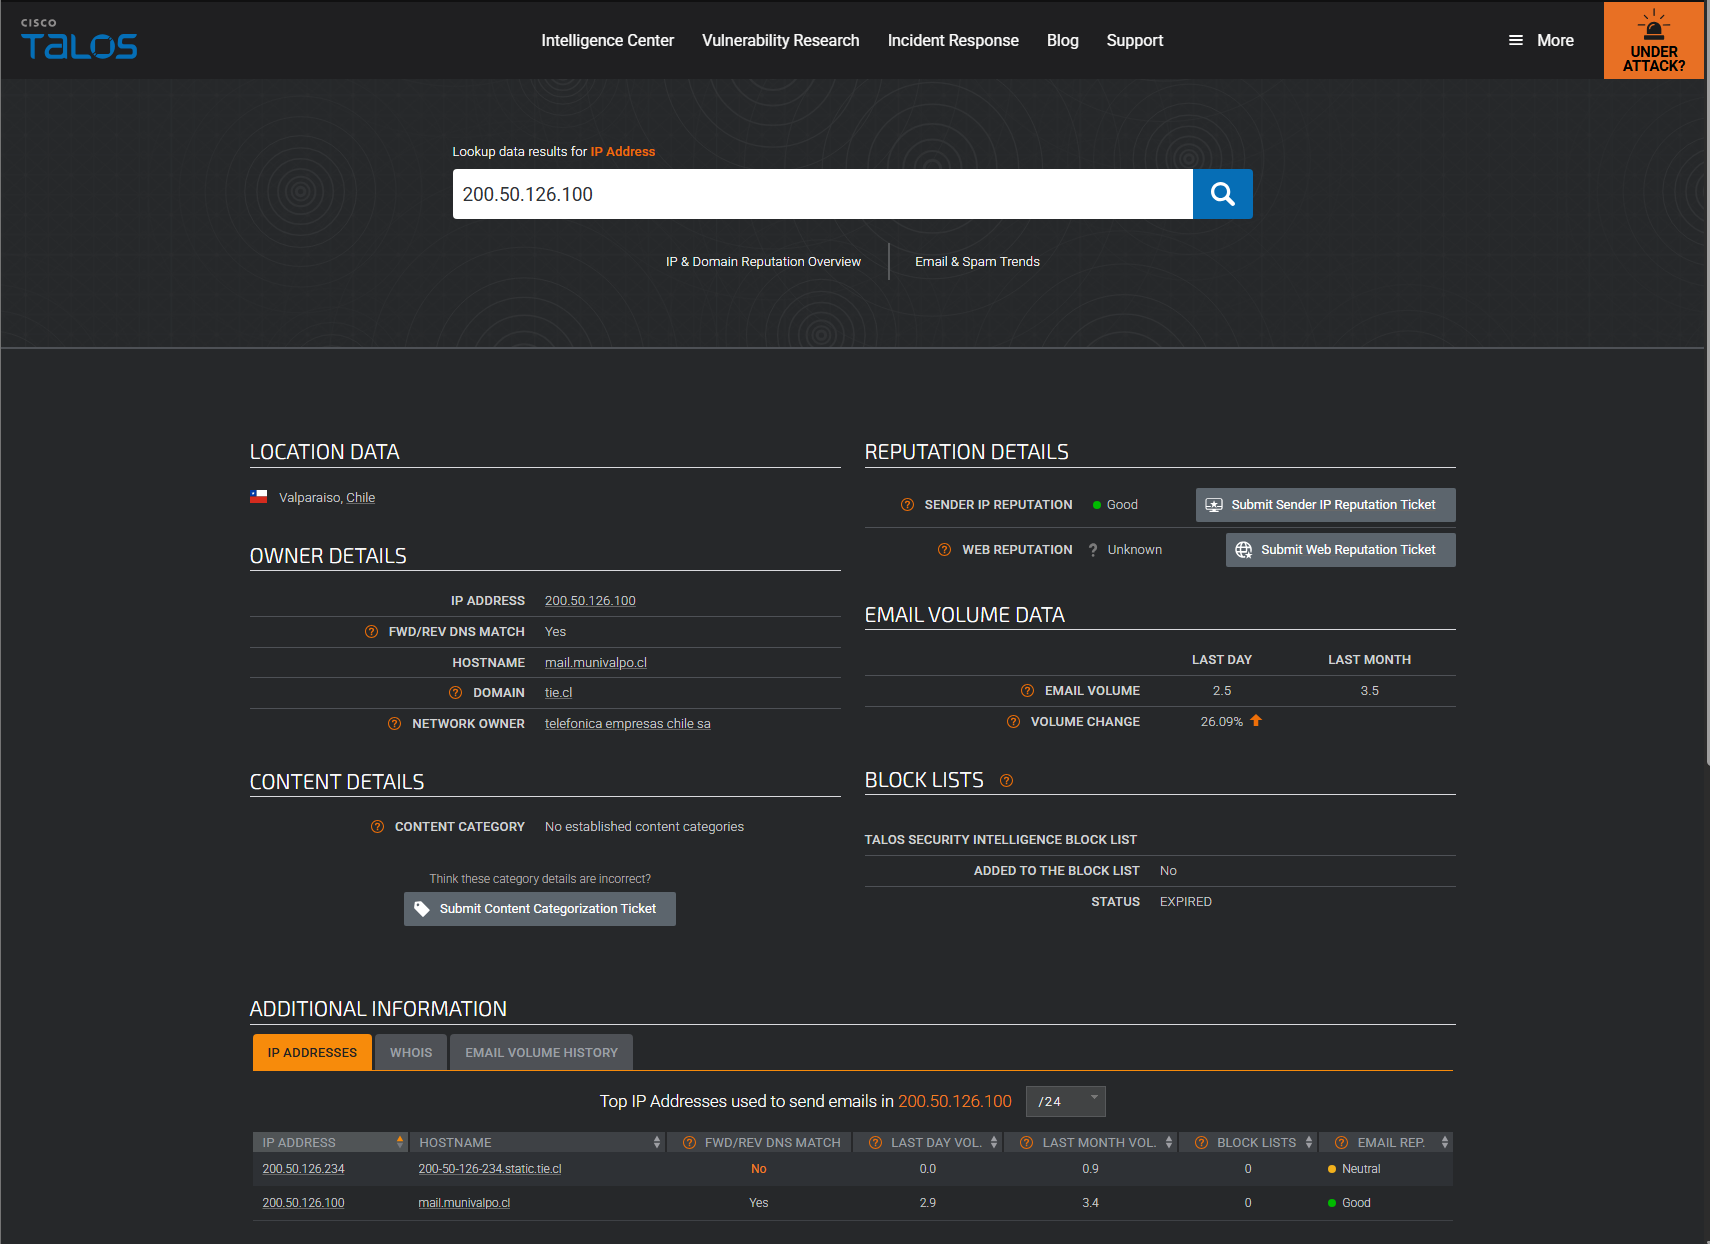 CISCO
TALOS
Intelligence Center
Vulnerability Research
Incident Response
Blog
Support
More
UNDER
ATTACK?
Lookup data results for IP Address
200.50.126.100
IP & Domain Reputation Overview
Email & Spam Trends
LOCATION DATA
Valparaiso, Chile
OWNER DETAILS
IP ADDRESS 200.50.126.100
? FWD/REV DNS MATCH Yes
HOSTNAME mail.munivalpo.cl
? DOMAIN tie.cl
? NETWORK OWNER telefonica empresas chile sa
CONTENT DETAILS
? CONTENT CATEGORY No established content categories
Think these category details are incorrect?
Submit Content Categorization Ticket
REPUTATION DETAILS
? SENDER IP REPUTATION Good Submit Sender IP Reputation Ticket
? WEB REPUTATION ? Unknown Submit Web Reputation Ticket
EMAIL VOLUME DATA
LAST DAY LAST MONTH
? EMAIL VOLUME 2.5 3.5
? VOLUME CHANGE 26.09%
BLOCK LISTS ?
TALOS SECURITY INTELLIGENCE BLOCK LIST
ADDED TO THE BLOCK LIST No
STATUS EXPIRED
ADDITIONAL INFORMATION
IP ADDRESSES WHOIS EMAIL VOLUME HISTORY
Top IP Addresses used to send emails in 200.50.126.100 /24
IP ADDRESS HOSTNAME ? FWD/REV DNS MATCH ? LAST DAY VOL. ? LAST MONTH VOL. ? BLOCK LISTS ? EMAIL REP.
200.50.126.234 200-50-126-234.static.tie.cl No 0.0 0.9 0 Neutral
200.50.126.100 mail.munivalpo.cl Yes 2.9 3.4 0 Good